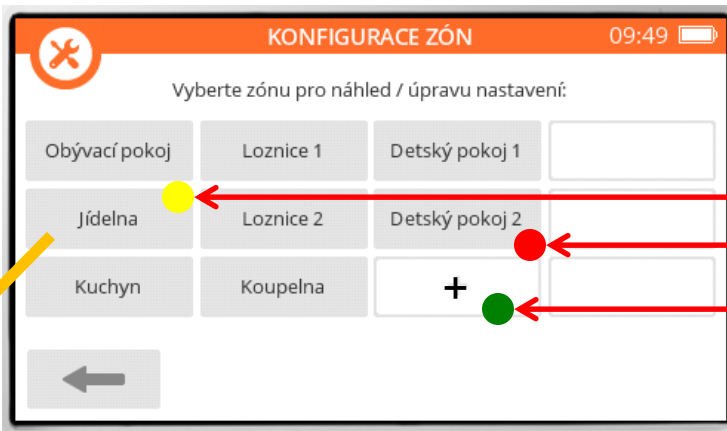 KONFIGURACE ZÓN 09:49
Vyberte zónu pro náhled / úpravu nastavení:
Obývací pokoj Loznice 1 Detský pokoj 1
Jídelna Loznice 2 Detský pokoj 2
Kuchyn Koupelna +